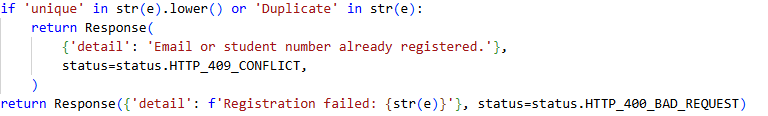 if 'unique' in str(e).lower() or 'Duplicate' in str(e):
    return Response(
        {'detail': 'Email or student number already registered.'},
        status=status.HTTP_409_CONFLICT,
    )
return Response({'detail': f'Registration failed: {str(e)}'}, status=status.HTTP_400_BAD_REQUEST)